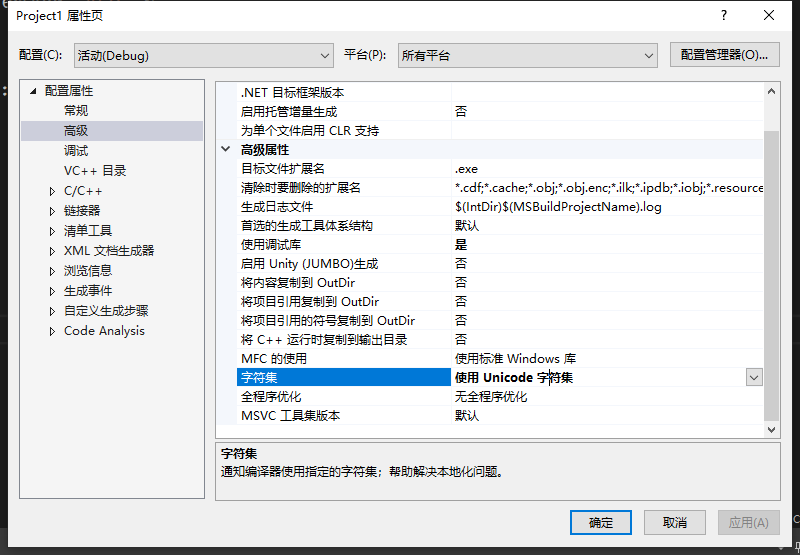 Project1 属性页
配置(C): 活动(Debug) 平台(P): 所有平台 配置管理器(O)...
配置属性
常规
高级
调试
VC++ 目录
C/C++
链接器
清单工具
XML 文档生成器
浏览信息
生成事件
自定义生成步骤
Code Analysis
.NET 目标框架版本
启用托管增量生成 否
为单个文件启用 CLR 支持
高级属性
目标文件扩展名 .exe
清除时要删除的扩展名 *.cdf;*.cache;*.obj;*.obj.enc;*.ilk;*.ipdb;*.iobj;*.resource
生成日志文件 $(IntDir)$(MSBuildProjectName).log
首选的生成工具体系结构 默认
使用调试库 是
启用 Unity (JUMBO)生成 否
将内容复制到 OutDir 否
将项目引用复制到 OutDir 否
将项目引用的符号复制到 OutDir 否
将 C++ 运行时复制到输出目录 否
MFC 的使用 使用标准 Windows 库
字符集 使用 Unicode 字符集
全程序优化 无全程序优化
MSVC 工具集版本 默认
字符集
通知编译器使用指定的字符集；帮助解决本地化问题。
确定 取消 应用(A)